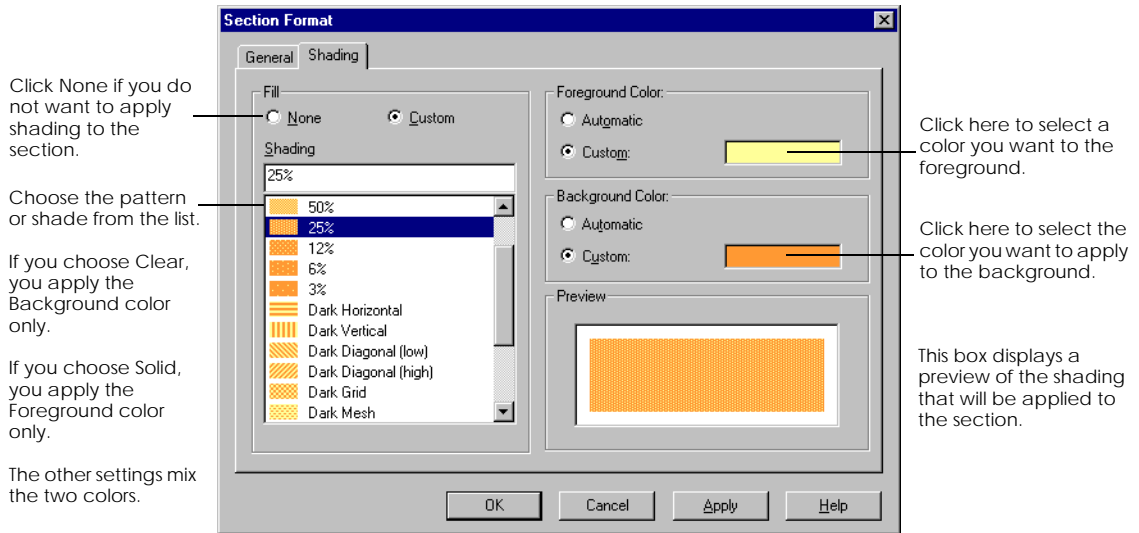 Section Format
General
Shading
Click None if you do
not want to apply
shading to the
section.
Choose the pattern
or shade from the list.
If you choose Clear,
you apply the
Background color
only.
If you choose Solid,
you apply the
Foreground color
only.
The other settings mix
the two colors.
Fill
None
Custom
Shading
25%
50%
25%
12%
6%
3%
Dark Horizontal
Dark Vertical
Dark Diagonal (low)
Dark Diagonal (high)
Dark Grid
Dark Mesh
Foreground Color:
Automatic
Custom:
Background Color:
Automatic
Custom:
Preview
Click here to select a
color you want to the
foreground.
Click here to select the
color you want to apply
to the background.
This box displays a
preview of the shading
that will be applied to
the section.
OK
Cancel
Apply
Help